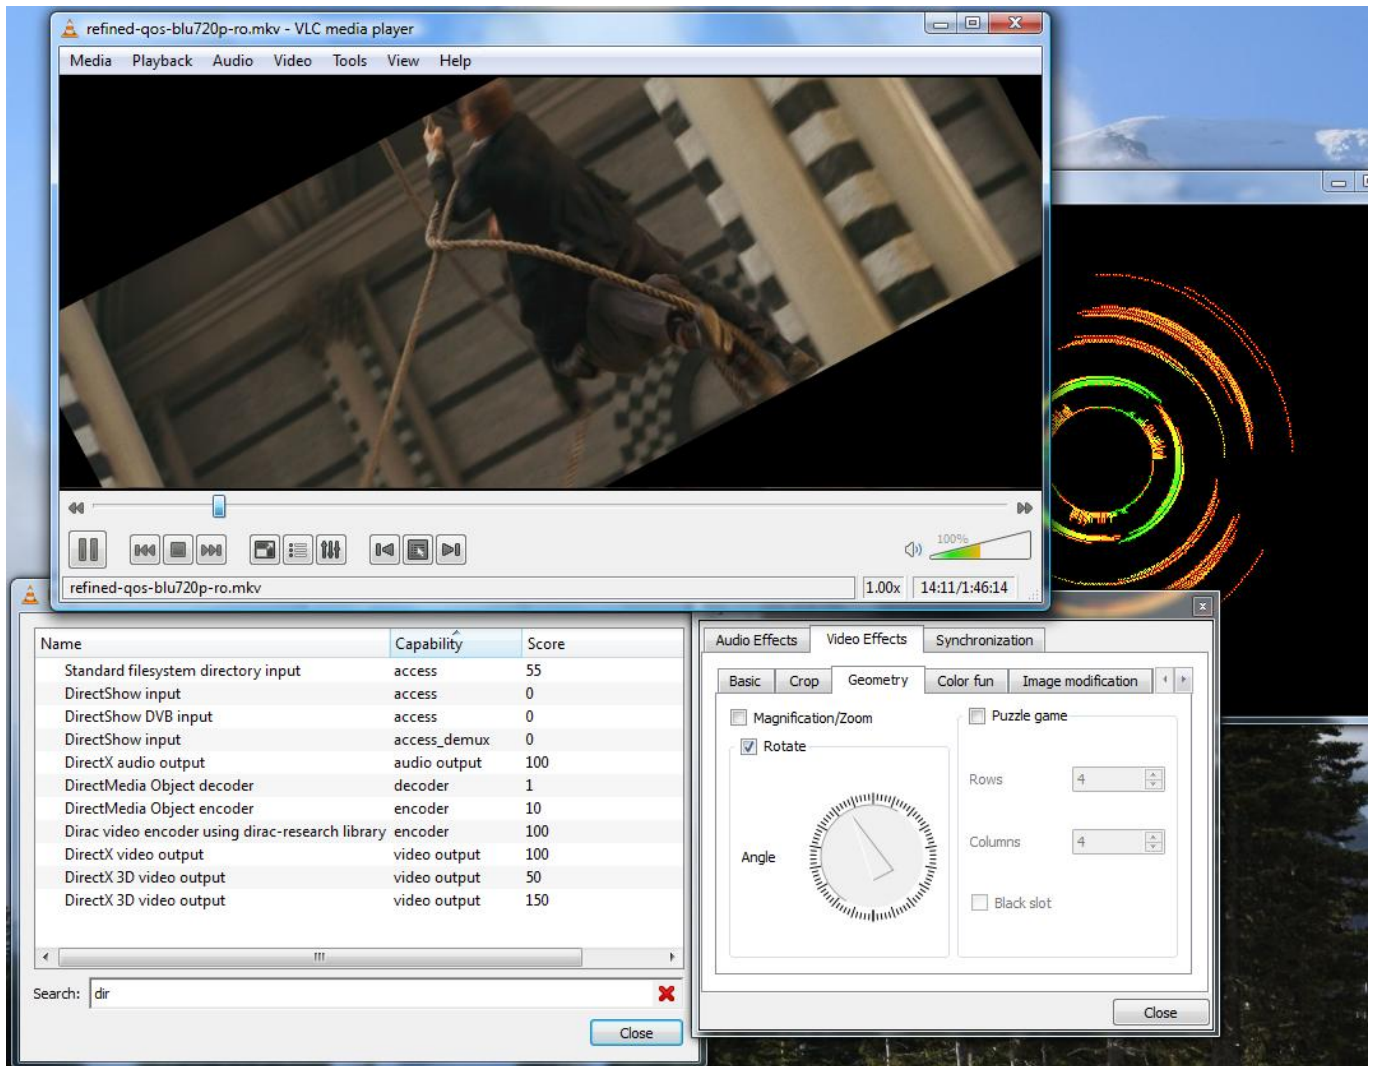 refined-qos-blu720p-ro.mkv - VLC media player
Media Playback Audio Video Tools View Help
100%
refined-qos-blu720p-ro.mkv 1.00x 14:11/1:46:14
Name Capability Score
Standard filesystem directory input access 55
DirectShow input access 0
DirectShow DVB input access 0
DirectShow input access_demux 0
DirectX audio output audio output 100
DirectMedia Object decoder decoder 1
DirectMedia Object encoder encoder 10
Dirac video encoder using dirac-research library encoder 100
DirectX video output video output 100
DirectX 3D video output video output 50
DirectX 3D video output video output 150
Search: dir
Close
Audio Effects Video Effects Synchronization
Basic Crop Geometry Color fun Image modification
Magnification/Zoom
Rotate
Angle
Puzzle game
Rows 4
Columns 4
Black slot
Close